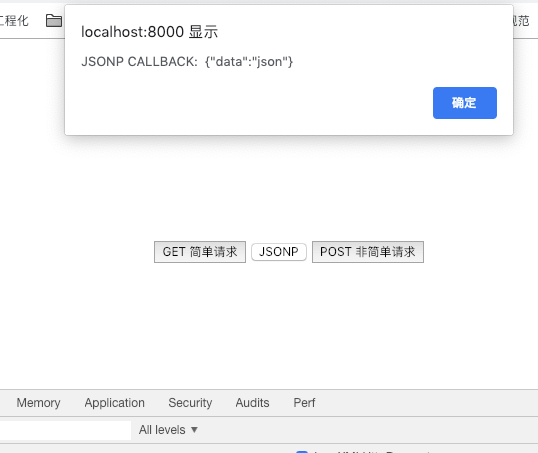 工程化
规范
localhost:8000 显示
JSONP CALLBACK: {"data":"json"}
确定
GET 简单请求 JSONP POST 非简单请求
Memory Application Security Audits Perf
All levels ▼